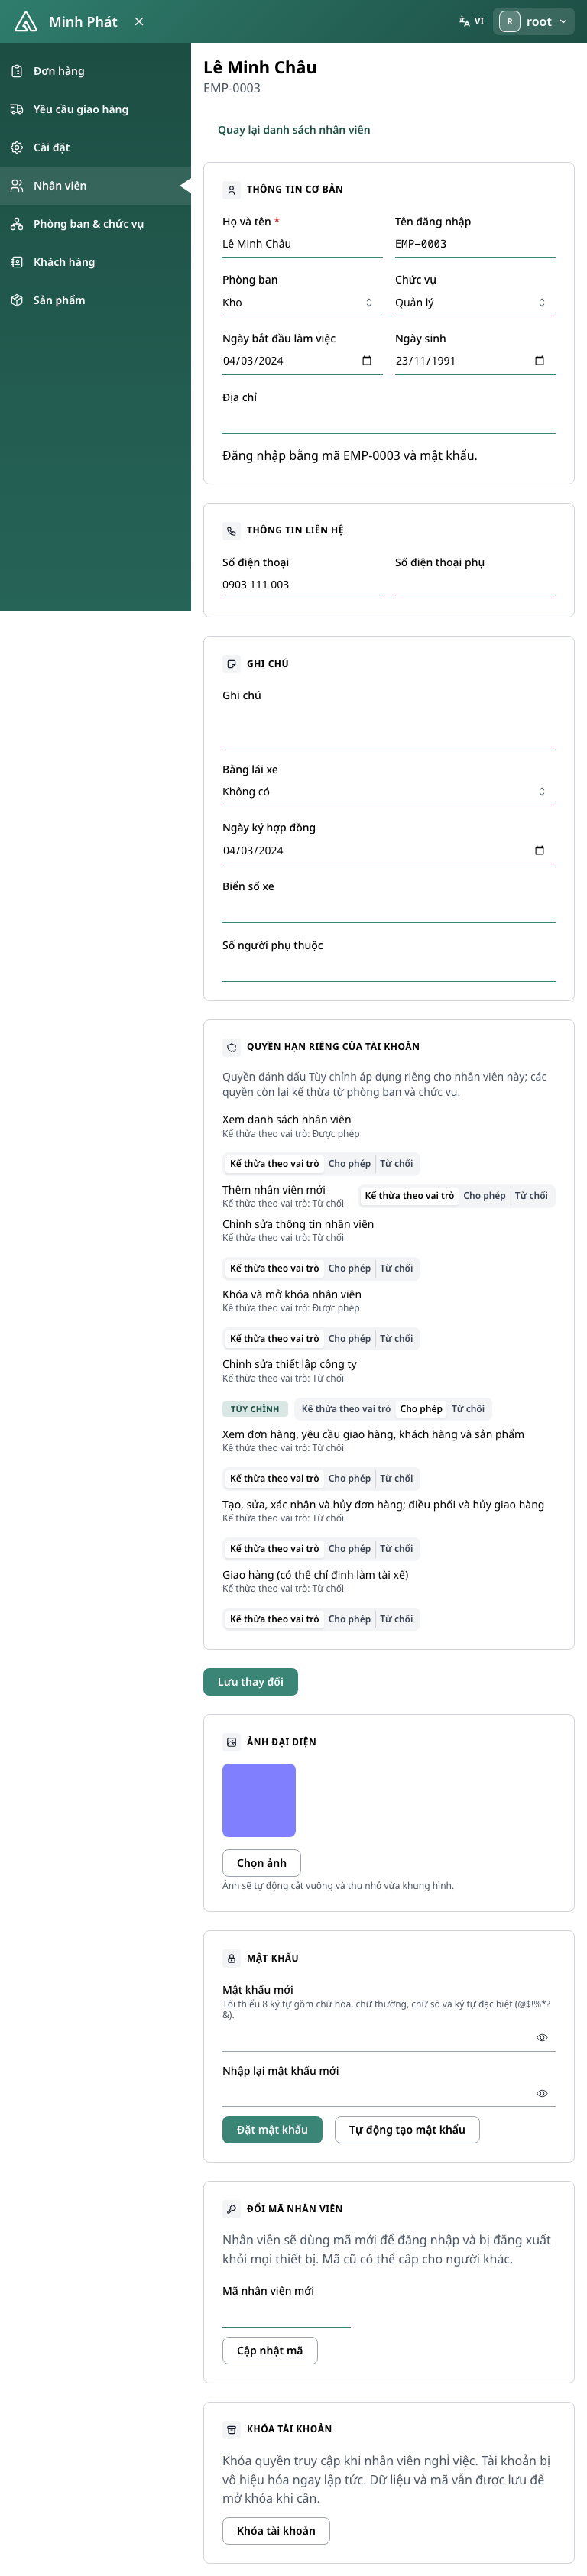 Minh Phát
VI
R
root
Đơn hàng
Yêu cầu giao hàng
Cài đặt
Nhân viên
Phòng ban & chức vụ
Khách hàng
Sản phẩm
Lê Minh Châu
EMP-0003
Quay lại danh sách nhân viên
THÔNG TIN CƠ BẢN
Họ và tên *
Tên đăng nhập
Lê Minh Châu
EMP-0003
Phòng ban
Chức vụ
Kho
Quản lý
Ngày bắt đầu làm việc
Ngày sinh
04/03/2024
23/11/1991
Địa chỉ
Đăng nhập bằng mã EMP-0003 và mật khẩu.
THÔNG TIN LIÊN HỆ
Số điện thoại
Số điện thoại phụ
0903 111 003
GHI CHÚ
Ghi chú
Bằng lái xe
Không có
Ngày ký hợp đồng
04/03/2024
Biển số xe
Số người phụ thuộc
QUYỀN HẠN RIÊNG CỦA TÀI KHOẢN
Quyền đánh dấu Tùy chỉnh áp dụng riêng cho nhân viên này; các
quyền còn lại kế thừa từ phòng ban và chức vụ.
Xem danh sách nhân viên
Kế thừa theo vai trò: Được phép
Kế thừa theo vai trò Cho phép Từ chối
Thêm nhân viên mới
Kế thừa theo vai trò: Từ chối
Kế thừa theo vai trò Cho phép Từ chối
Chỉnh sửa thông tin nhân viên
Kế thừa theo vai trò: Từ chối
Kế thừa theo vai trò Cho phép Từ chối
Khóa và mở khóa nhân viên
Kế thừa theo vai trò: Được phép
Kế thừa theo vai trò Cho phép Từ chối
Chỉnh sửa thiết lập công ty
Kế thừa theo vai trò: Từ chối
TÙY CHỈNH Kế thừa theo vai trò Cho phép Từ chối
Xem đơn hàng, yêu cầu giao hàng, khách hàng và sản phẩm
Kế thừa theo vai trò: Từ chối
Kế thừa theo vai trò Cho phép Từ chối
Tạo, sửa, xác nhận và hủy đơn hàng; điều phối và hủy giao hàng
Kế thừa theo vai trò: Từ chối
Kế thừa theo vai trò Cho phép Từ chối
Giao hàng (có thể chỉ định làm tài xế)
Kế thừa theo vai trò: Từ chối
Kế thừa theo vai trò Cho phép Từ chối
Lưu thay đổi
ẢNH ĐẠI DIỆN
Chọn ảnh
Ảnh sẽ tự động cắt vuông và thu nhỏ vừa khung hình.
MẬT KHẨU
Mật khẩu mới
Tối thiểu 8 ký tự gồm chữ hoa, chữ thường, chữ số và ký tự đặc biệt (@$!%*?
&).
Nhập lại mật khẩu mới
Đặt mật khẩu
Tự động tạo mật khẩu
ĐỔI MÃ NHÂN VIÊN
Nhân viên sẽ dùng mã mới để đăng nhập và bị đăng xuất
khỏi mọi thiết bị. Mã cũ có thể cấp cho người khác.
Mã nhân viên mới
Cập nhật mã
KHÓA TÀI KHOẢN
Khóa quyền truy cập khi nhân viên nghỉ việc. Tài khoản bị
vô hiệu hóa ngay lập tức. Dữ liệu và mã vẫn được lưu để
mở khóa khi cần.
Khóa tài khoản